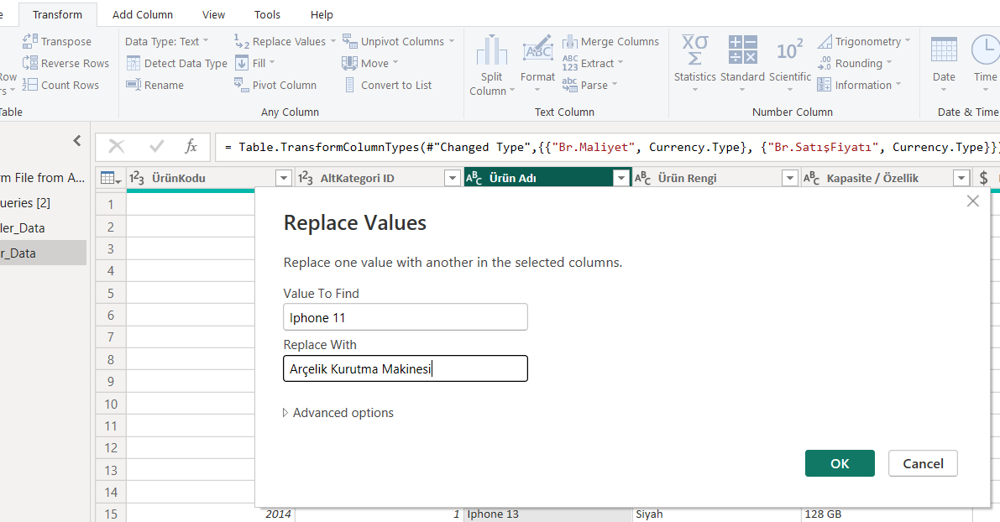 e Transform Add Column View Tools Help
Transpose Data Type: Text Replace Values Unpivot Columns Merge Columns Trigonometry
Reverse Rows Detect Data Type Fill Move Extract Rounding
Row Count Rows Rename Pivot Column Convert to List Split Column Format Parse Statistics Standard Scientific Information Date Time
Table Any Column Text Column Number Column Date & Time
fx = Table.TransformColumnTypes(#"Changed Type",{{"Br.Maliyet", Currency.Type}, {"Br.SatışFiyatı", Currency.Type}})
rm File from A...
ueries [2]
ler_Data
r_Data
ÜrünKodu AltKategori ID Ürün Adı Ürün Rengi Kapasite / Özellik $
1
2
3
4
5
6
7
8
9
10
11
12
13
14
Replace Values
Replace one value with another in the selected columns.
Value To Find
Iphone 11
Replace With
Arçelik Kurutma Makinesi
Advanced options
OK Cancel
15 2014 1 Iphone 13 Siyah 128 GB